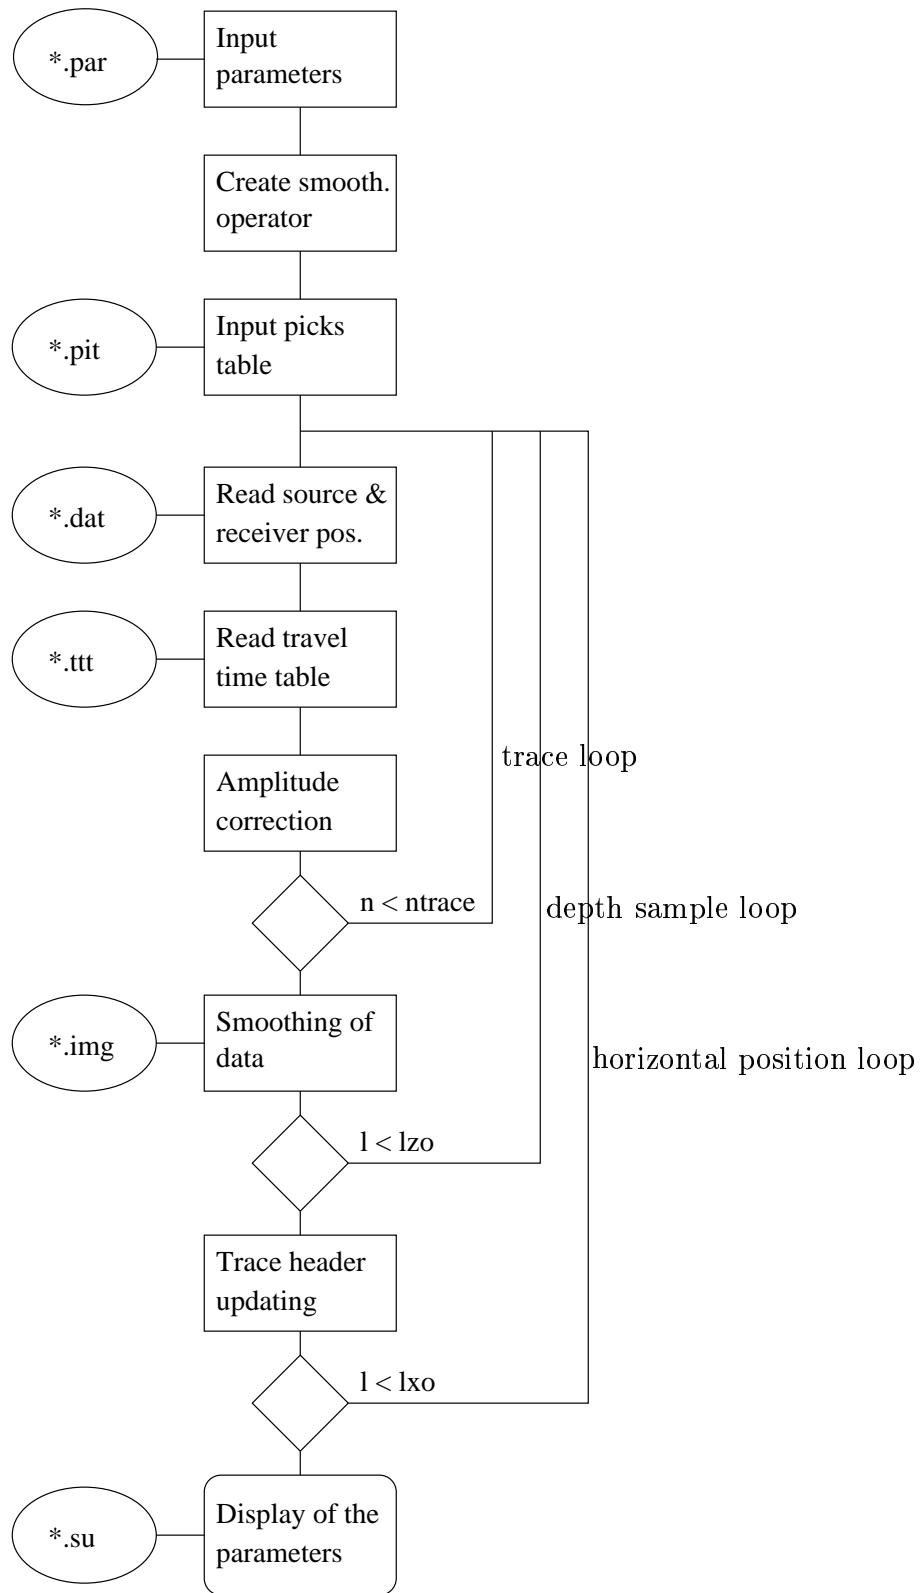 *.par
Input
parameters
Create smooth.
operator
*.pit
Input picks
table
*.dat
Read source &
receiver pos.
*.ttt
Read travel
time table
trace loop
Amplitude
correction
n < ntrace
depth sample loop
*.img
Smoothing of
data
horizontal position loop
l < lzo
Trace header
updating
l < lxo
*.su
Display of the
parameters